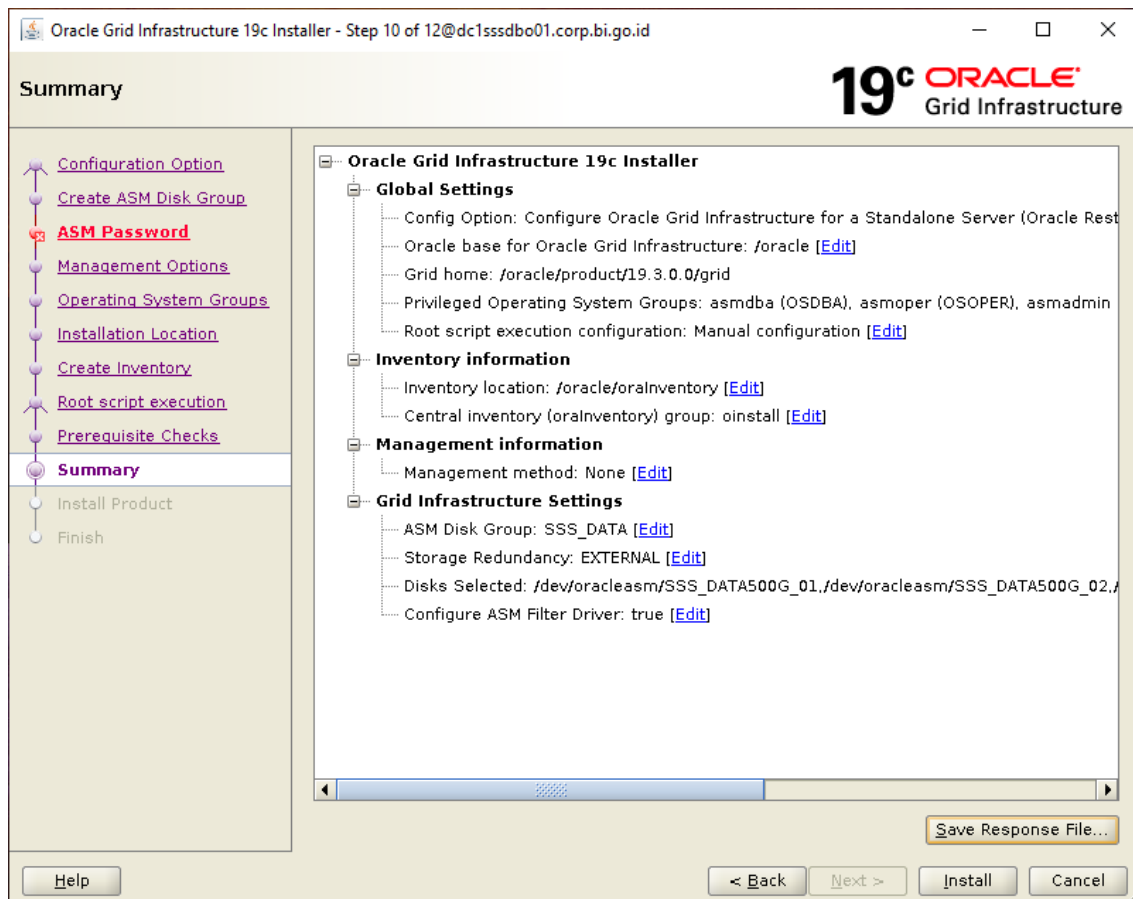 Oracle Grid Infrastructure 19c Installer - Step 10 of 12@dc1sssdbo01.corp.bi.go.id
Summary
19c ORACLE
Grid Infrastructure
Configuration Option
Create ASM Disk Group
ASM Password
Management Options
Operating System Groups
Installation Location
Create Inventory
Root script execution
Prerequisite Checks
Summary
Install Product
Finish
Oracle Grid Infrastructure 19c Installer
Global Settings
Config Option: Configure Oracle Grid Infrastructure for a Standalone Server (Oracle Rest
Oracle base for Oracle Grid Infrastructure: /oracle [Edit]
Grid home: /oracle/product/19.3.0.0/grid
Privileged Operating System Groups: asmdba (OSDBA), asmoper (OSOPER), asmadmin
Root script execution configuration: Manual configuration [Edit]
Inventory information
Inventory location: /oracle/oraInventory [Edit]
Central inventory (oraInventory) group: oinstall [Edit]
Management information
Management method: None [Edit]
Grid Infrastructure Settings
ASM Disk Group: SSS_DATA [Edit]
Storage Redundancy: EXTERNAL [Edit]
Disks Selected: /dev/oracleasm/SSS_DATA500G_01,/dev/oracleasm/SSS_DATA500G_02,/
Configure ASM Filter Driver: true [Edit]
Save Response File...
Help
< Back
Next >
Install
Cancel